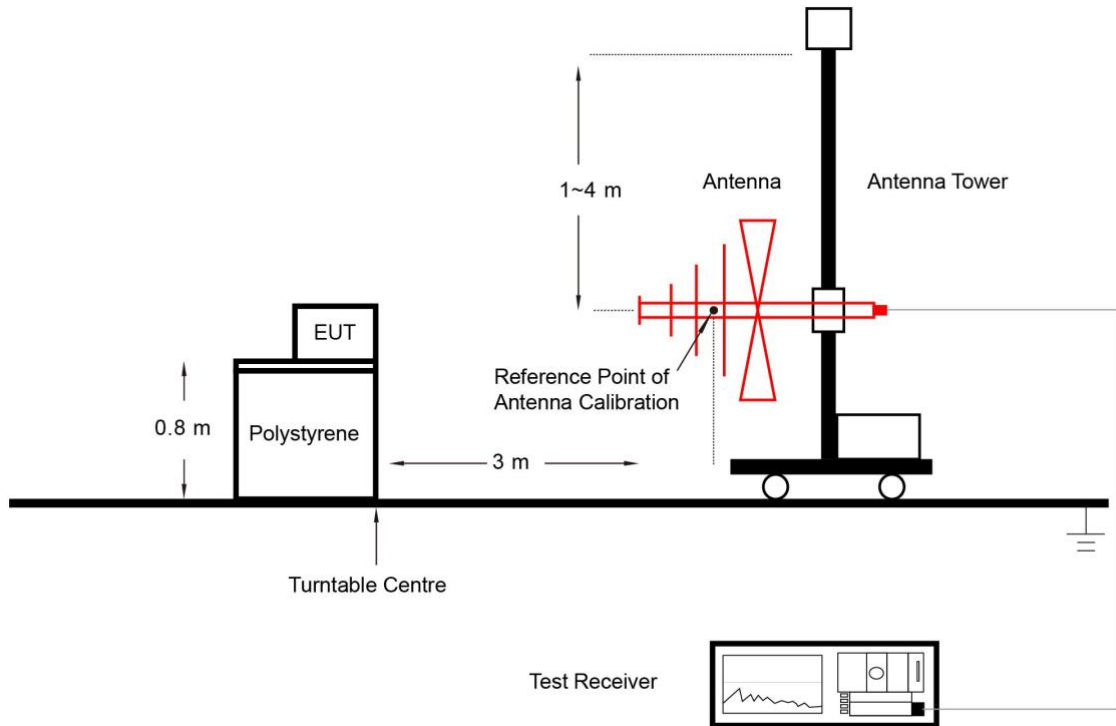 1~4 m
Antenna
Antenna Tower
EUT
Reference Point of
Antenna Calibration
0.8 m
Polystyrene
3 m
Turntable Centre
Test Receiver